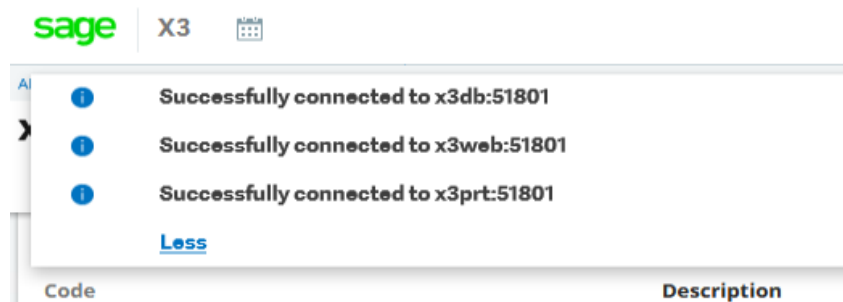 sage X3
Successfully connected to x3db:51801
Successfully connected to x3web:51801
Successfully connected to x3prt:51801
Less
Code Description